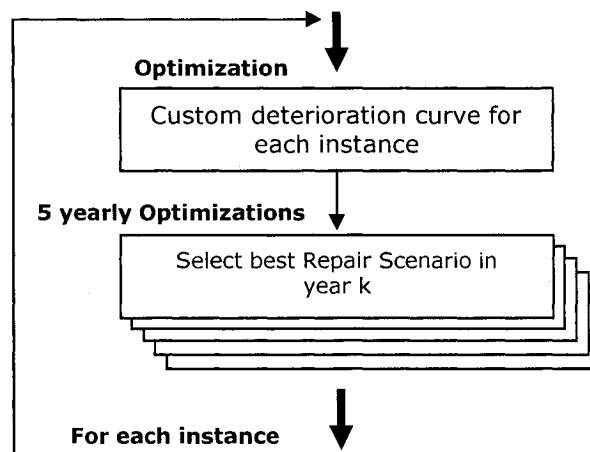 Optimization
Custom deterioration curve for
each instance
5 yearly Optimizations
Select best Repair Scenario in
year k
For each instance